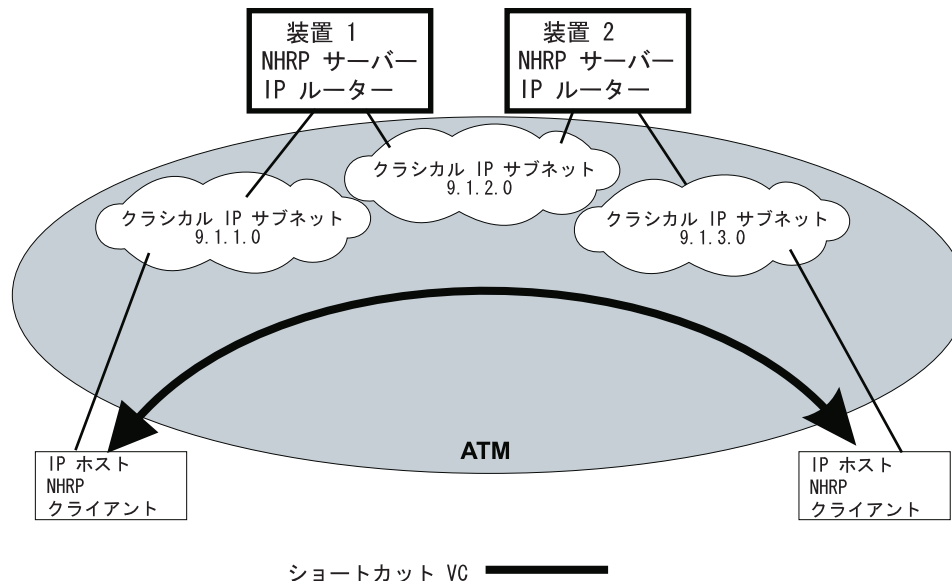 装置 1
NHRP サーバー
IP ルーター
装置 2
NHRP サーバー
IP ルーター
クラシカル IP サブネット
9.1.2.0
クラシカル IP サブネット
9.1.1.0
クラシカル IP サブネット
9.1.3.0
ATM
IP ホスト
NHRP
クライアント
IP ホスト
NHRP
クライアント
ショートカット VC